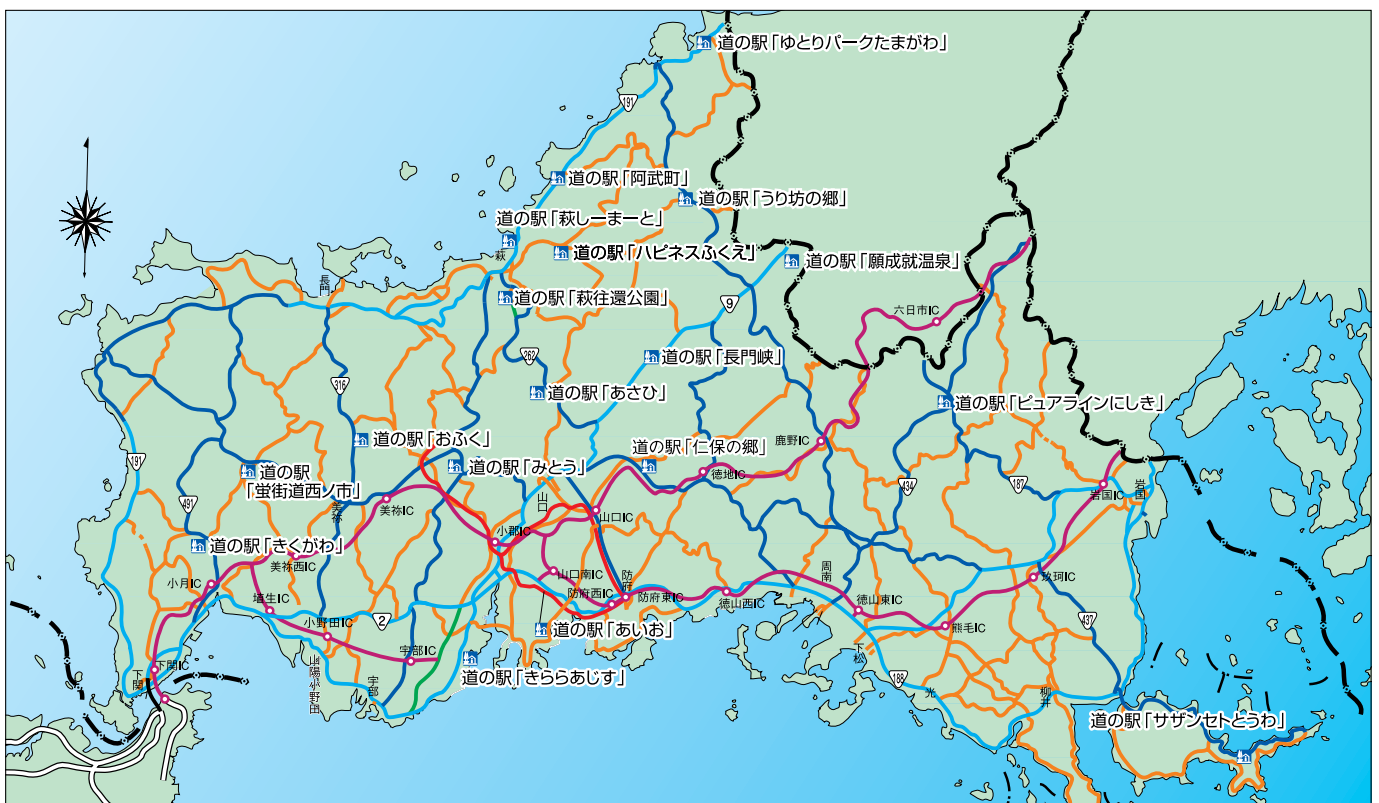 道の駅「ゆとりパークたまがわ」
191
道の駅「阿武町」
道の駅「うり坊の郷」
道の駅「萩しーまーと」
萩
道の駅「ハピネスふくえ」
道の駅「願成就温泉」
長門
道の駅「萩往還公園」
9
六日市IC
262
道の駅「長門峡」
316
道の駅「あさひ」
道の駅「ピュアラインにしき」
道の駅「おふく」
道の駅「仁保の郷」
鹿野IC
191
道の駅
「蛍街道西ノ市」
道の駅「みとう」
徳地IC
434
187
491
美祢
美祢IC
山口
山口IC
岩国IC
岩国
道の駅「きくがわ」
美祢西IC
小郡IC
小月IC
山口南IC
防府
周南
玖珂IC
埴生IC
防府西IC
防府東IC
徳山西IC
徳山東IC
2
小野田IC
道の駅「あいお」
熊毛IC
437
宇部IC
下関IC
下関
山陽小野田
宇部
道の駅「きららあじす」
下松
188
光
柳井
道の駅「サザンセトとうわ」